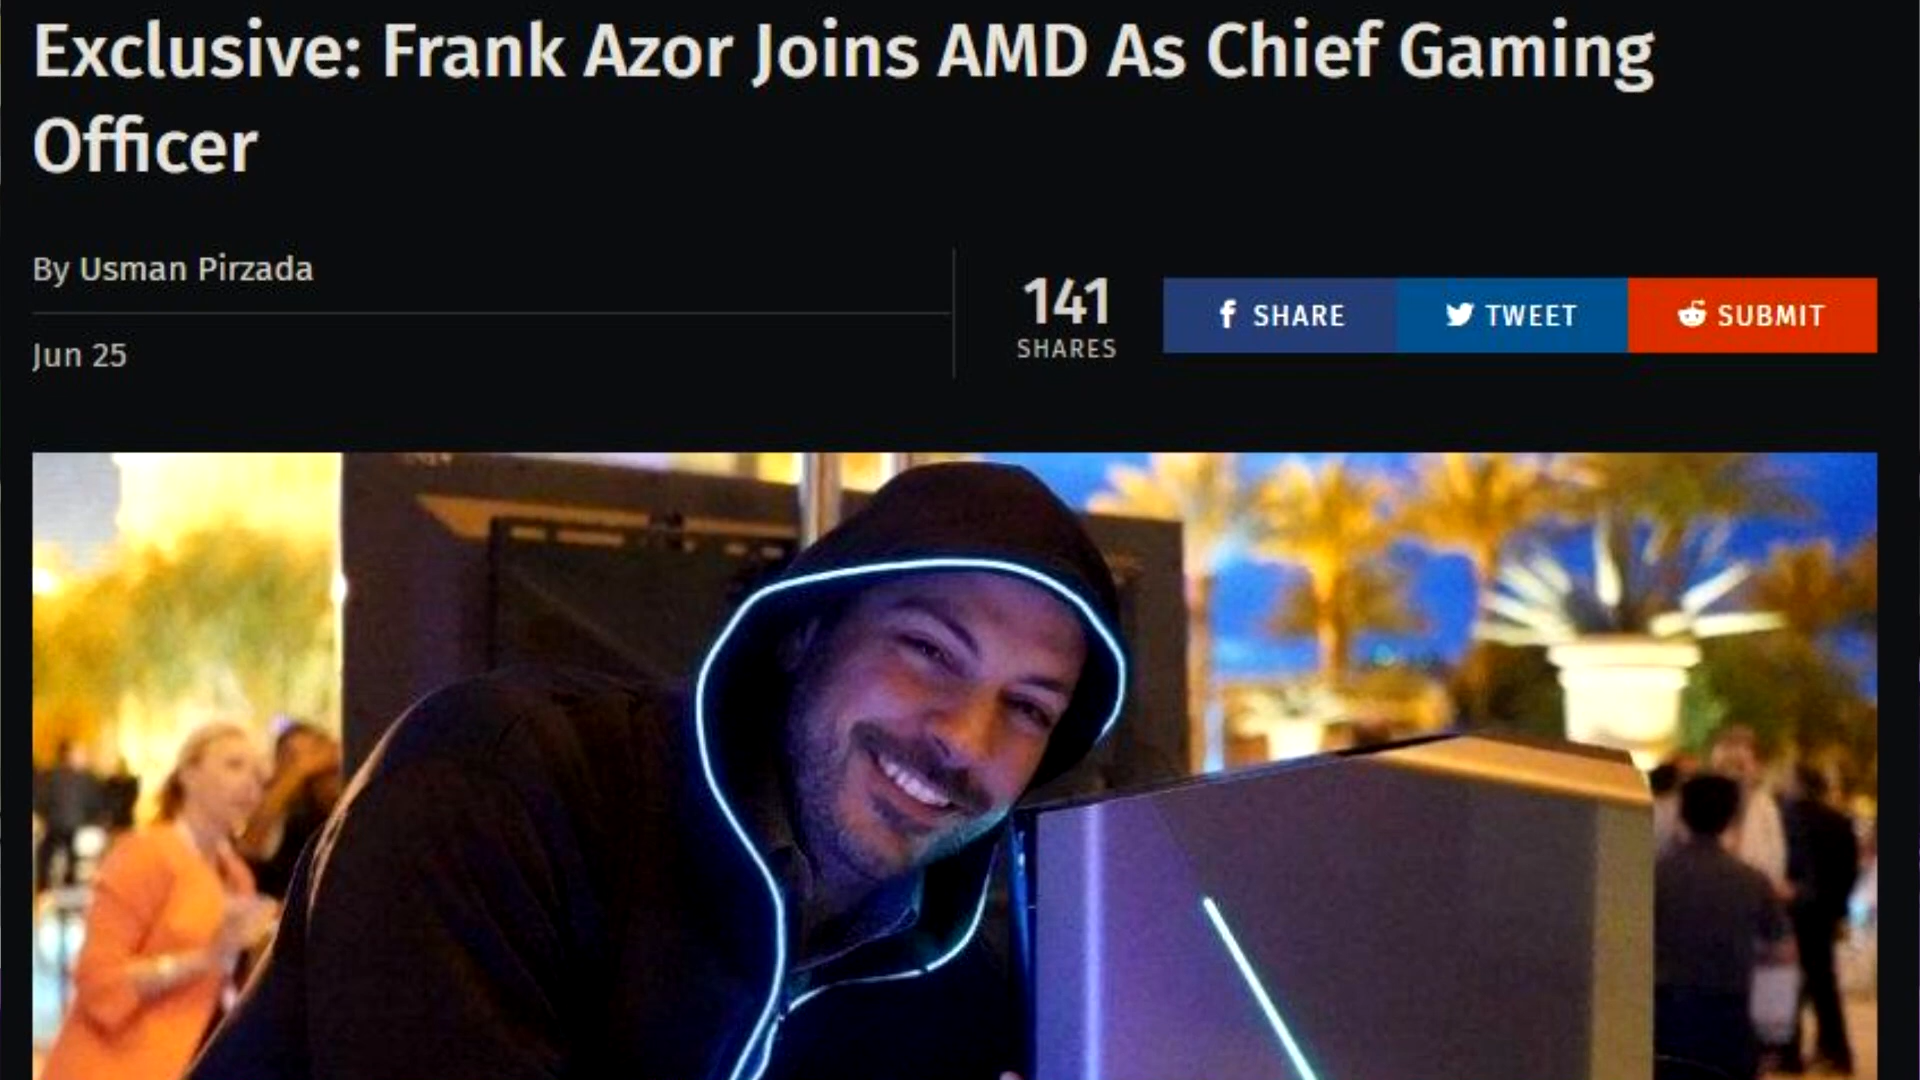 Exclusive: Frank Azor Joins AMD As Chief Gaming
Officer
By Usman Pirzada
Jun 25
141
SHARES
SHARE
TWEET
SUBMIT